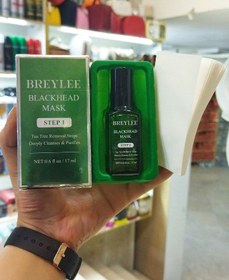 BREYLEE
BLACKHEAD
MASK
STEP 1
Tea Tree Removal Strips
Deeply Cleanses & Purifies
NET 0.6 fl oz / 17 ml
BREYLEE
BLACKHEAD
MASK
STEP 1